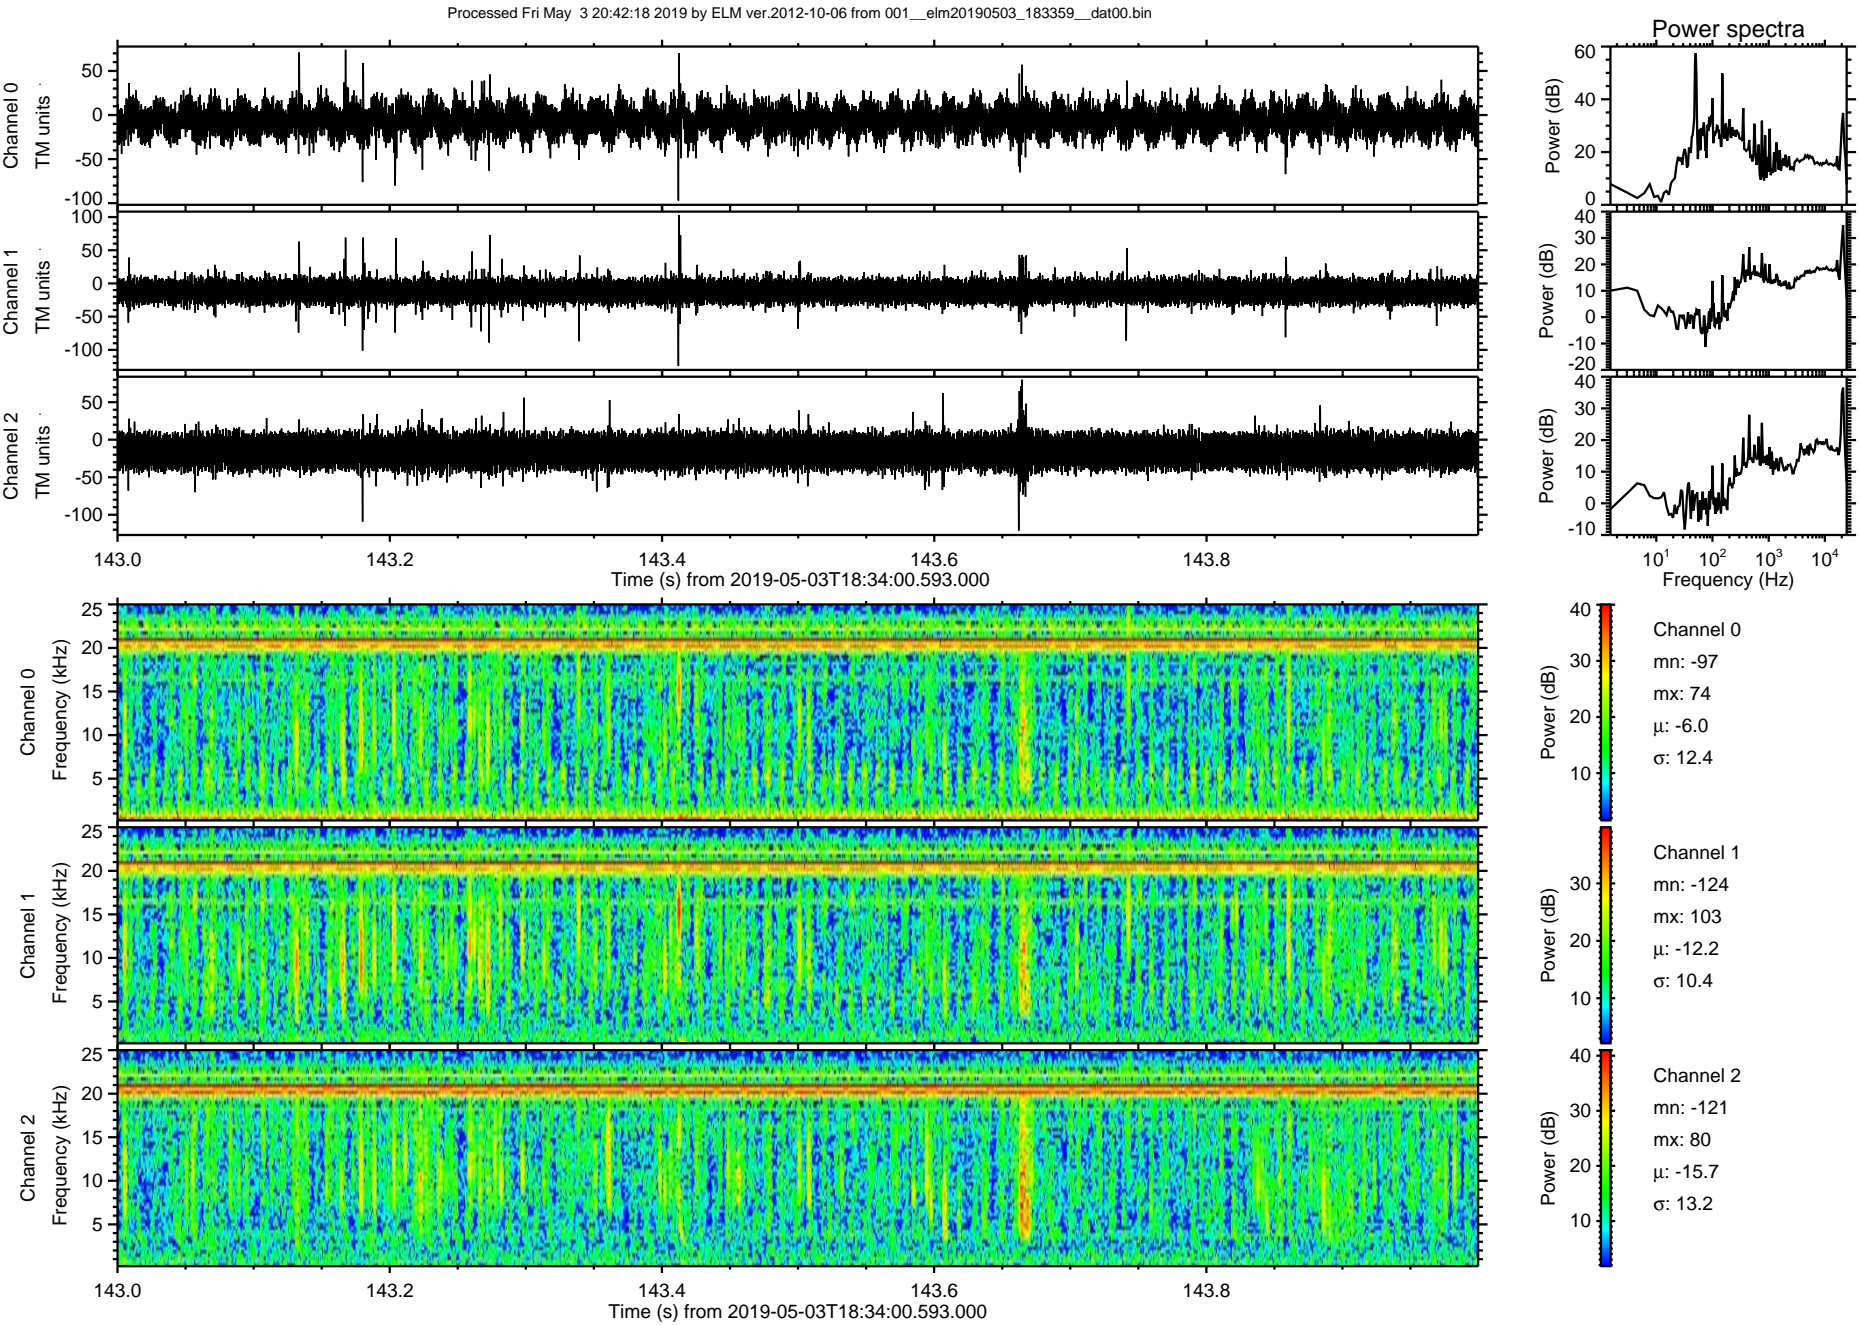 Processed Fri May  3 20:42:18 2019 by ELM ver.2012-10-06 from 001__elm20190503_183359__dat00.bin
Power spectra
Channel 0
TM units
50
0
-50
-100
Power (dB)
60
40
20
0
Channel 1
TM units
100
50
0
-50
-100
Power (dB)
40
30
20
10
0
-10
-20
Channel 2
TM units
50
0
-50
-100
Power (dB)
40
30
20
10
0
-10
143.0 143.2 143.4 143.6 143.8
Time (s) from 2019-05-03T18:34:00.593.000
10¹ 10² 10³ 10⁴
Frequency (Hz)
Channel 0
Frequency (kHz)
25
20
15
10
5
Power (dB)
40
30
20
10
Channel 0
mn: -97
mx: 74
μ: -6.0
σ: 12.4
Channel 1
Frequency (kHz)
25
20
15
10
5
Power (dB)
30
20
10
Channel 1
mn: -124
mx: 103
μ: -12.2
σ: 10.4
Channel 2
Frequency (kHz)
25
20
15
10
5
Power (dB)
40
30
20
10
Channel 2
mn: -121
mx: 80
μ: -15.7
σ: 13.2
143.0 143.2 143.4 143.6 143.8
Time (s) from 2019-05-03T18:34:00.593.000